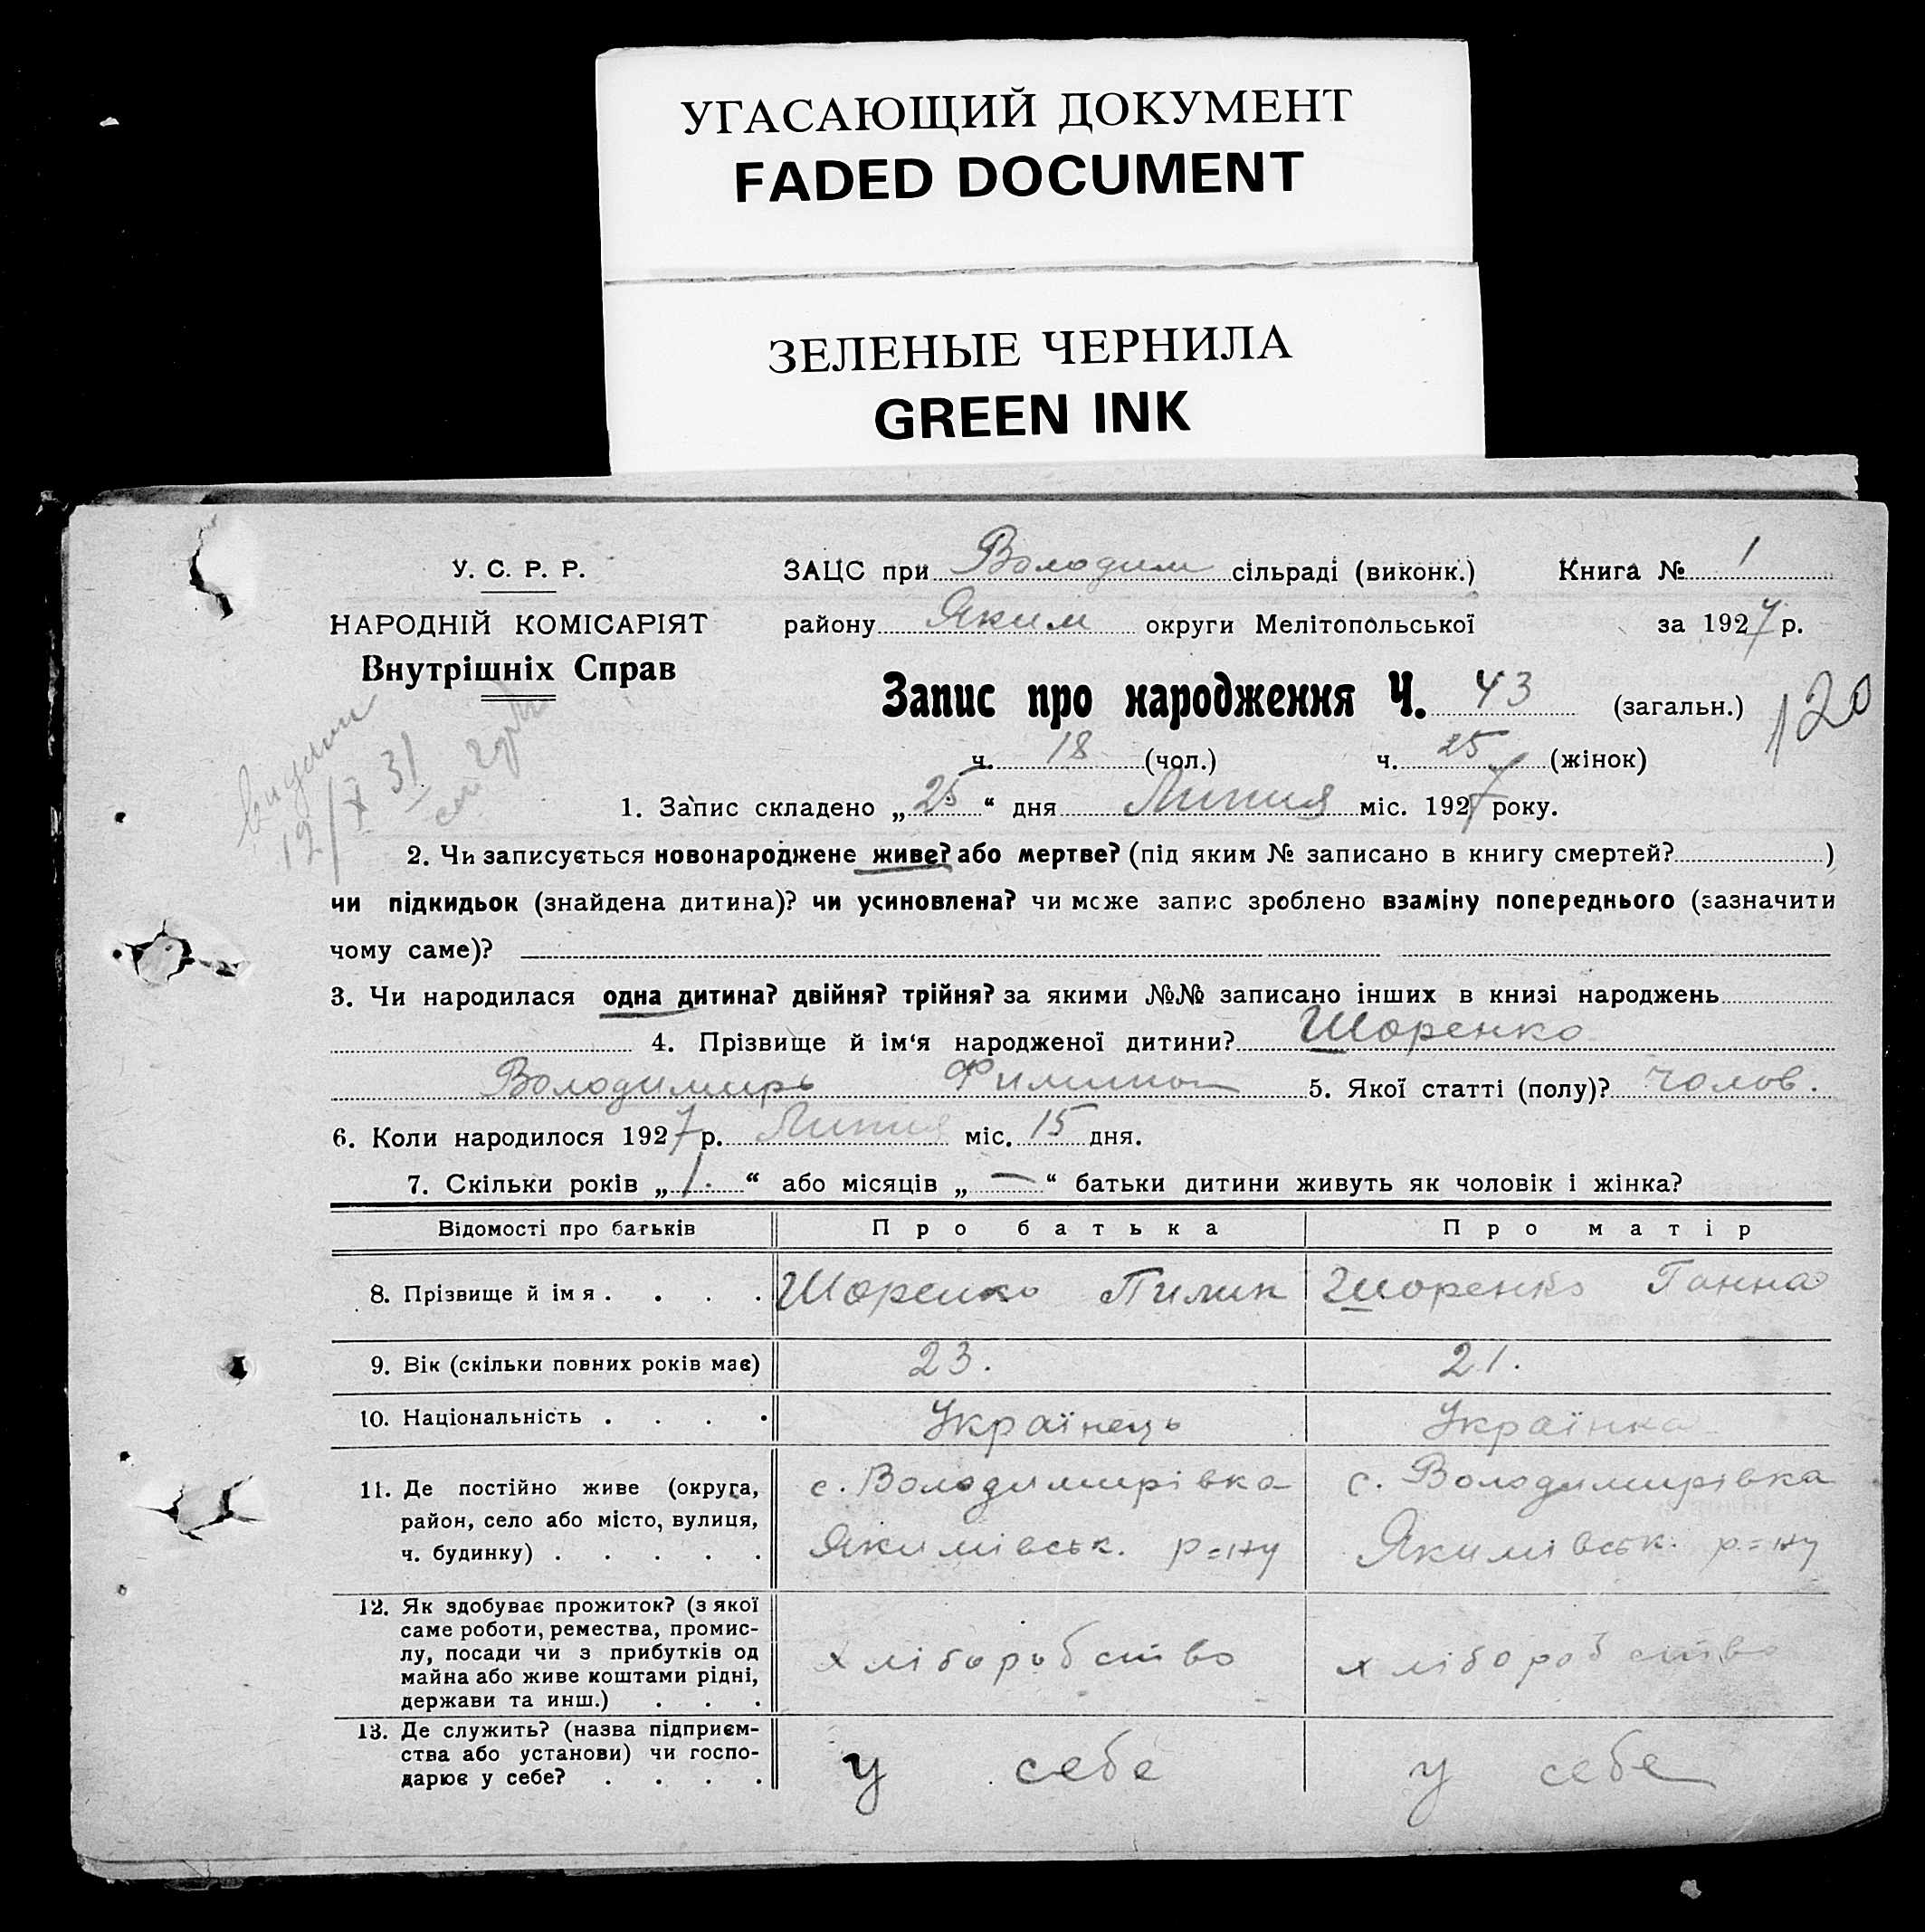 УГАСАЮЩИЙ ДОКУМЕНТ
FADED DOCUMENT
ЗЕЛЕНЫЕ ЧЕРНИЛА
GREEN INK
У. С. Р. Р.
НАРОДНІЙ КОМІСАРІЯТ
Внутрішніх Справ
12/X 31
ЗАЦС при Володим сільраді (виконк.) Книга № 1
району Яким округи Мелітопольської за 1927 р.
Запис про народження Ч. 43 (загальн.) 120
ч. 18 (чол.) ч. 25 (жінок)
1. Запис складено „25“ дня Липня міс. 1927 року.
2. Чи записується новонароджене живе? або мертве? (під яким № записано в книгу смертей? )
чи підкидьок (знайдена дитина)? чи усиновлена? чи може запис зроблено взаміну попереднього (зазначити
чому саме)?
3. Чи народилася одна дитина? двійня? трійня? за якими №№ записано інших в книзі народжень
4. Прізвище й ім‘я народженої дитини? Шоренко
Володимирь 5. Якої статті (полу)? Чолов.
6. Коли народилося 1927 р. Липня міс. 15 дня.
7. Скільки років „1.“ або місяців „—“ батьки дитини живуть як чоловік і жінка?
Відомості про батьків Про батька Про матір
8. Прізвище й імя . . . . Шоренко Пилип Шоренко Ганна
9. Вік (скільки повних років має) 23. 21.
10. Національність . . . . Українець Українка
11. Де постійно живе (округа, с. Володимирівка с. Володимирівка
район, село або місто, вулиця,
ч. будинку) . . . . . Якимівськ. р=ну Якимівськ. р=ну
12. Як здобуває прожиток? (з якої
саме роботи, ремества, промис-
лу, посади чи з прибутків од хліборобство хліборобство
майна або живе коштами рідні,
держави та инш.) . . .
13. Де служить? (назва підприєм-
ства або установи) чи госпо- у себе у себе
дарює у себе? . . . .